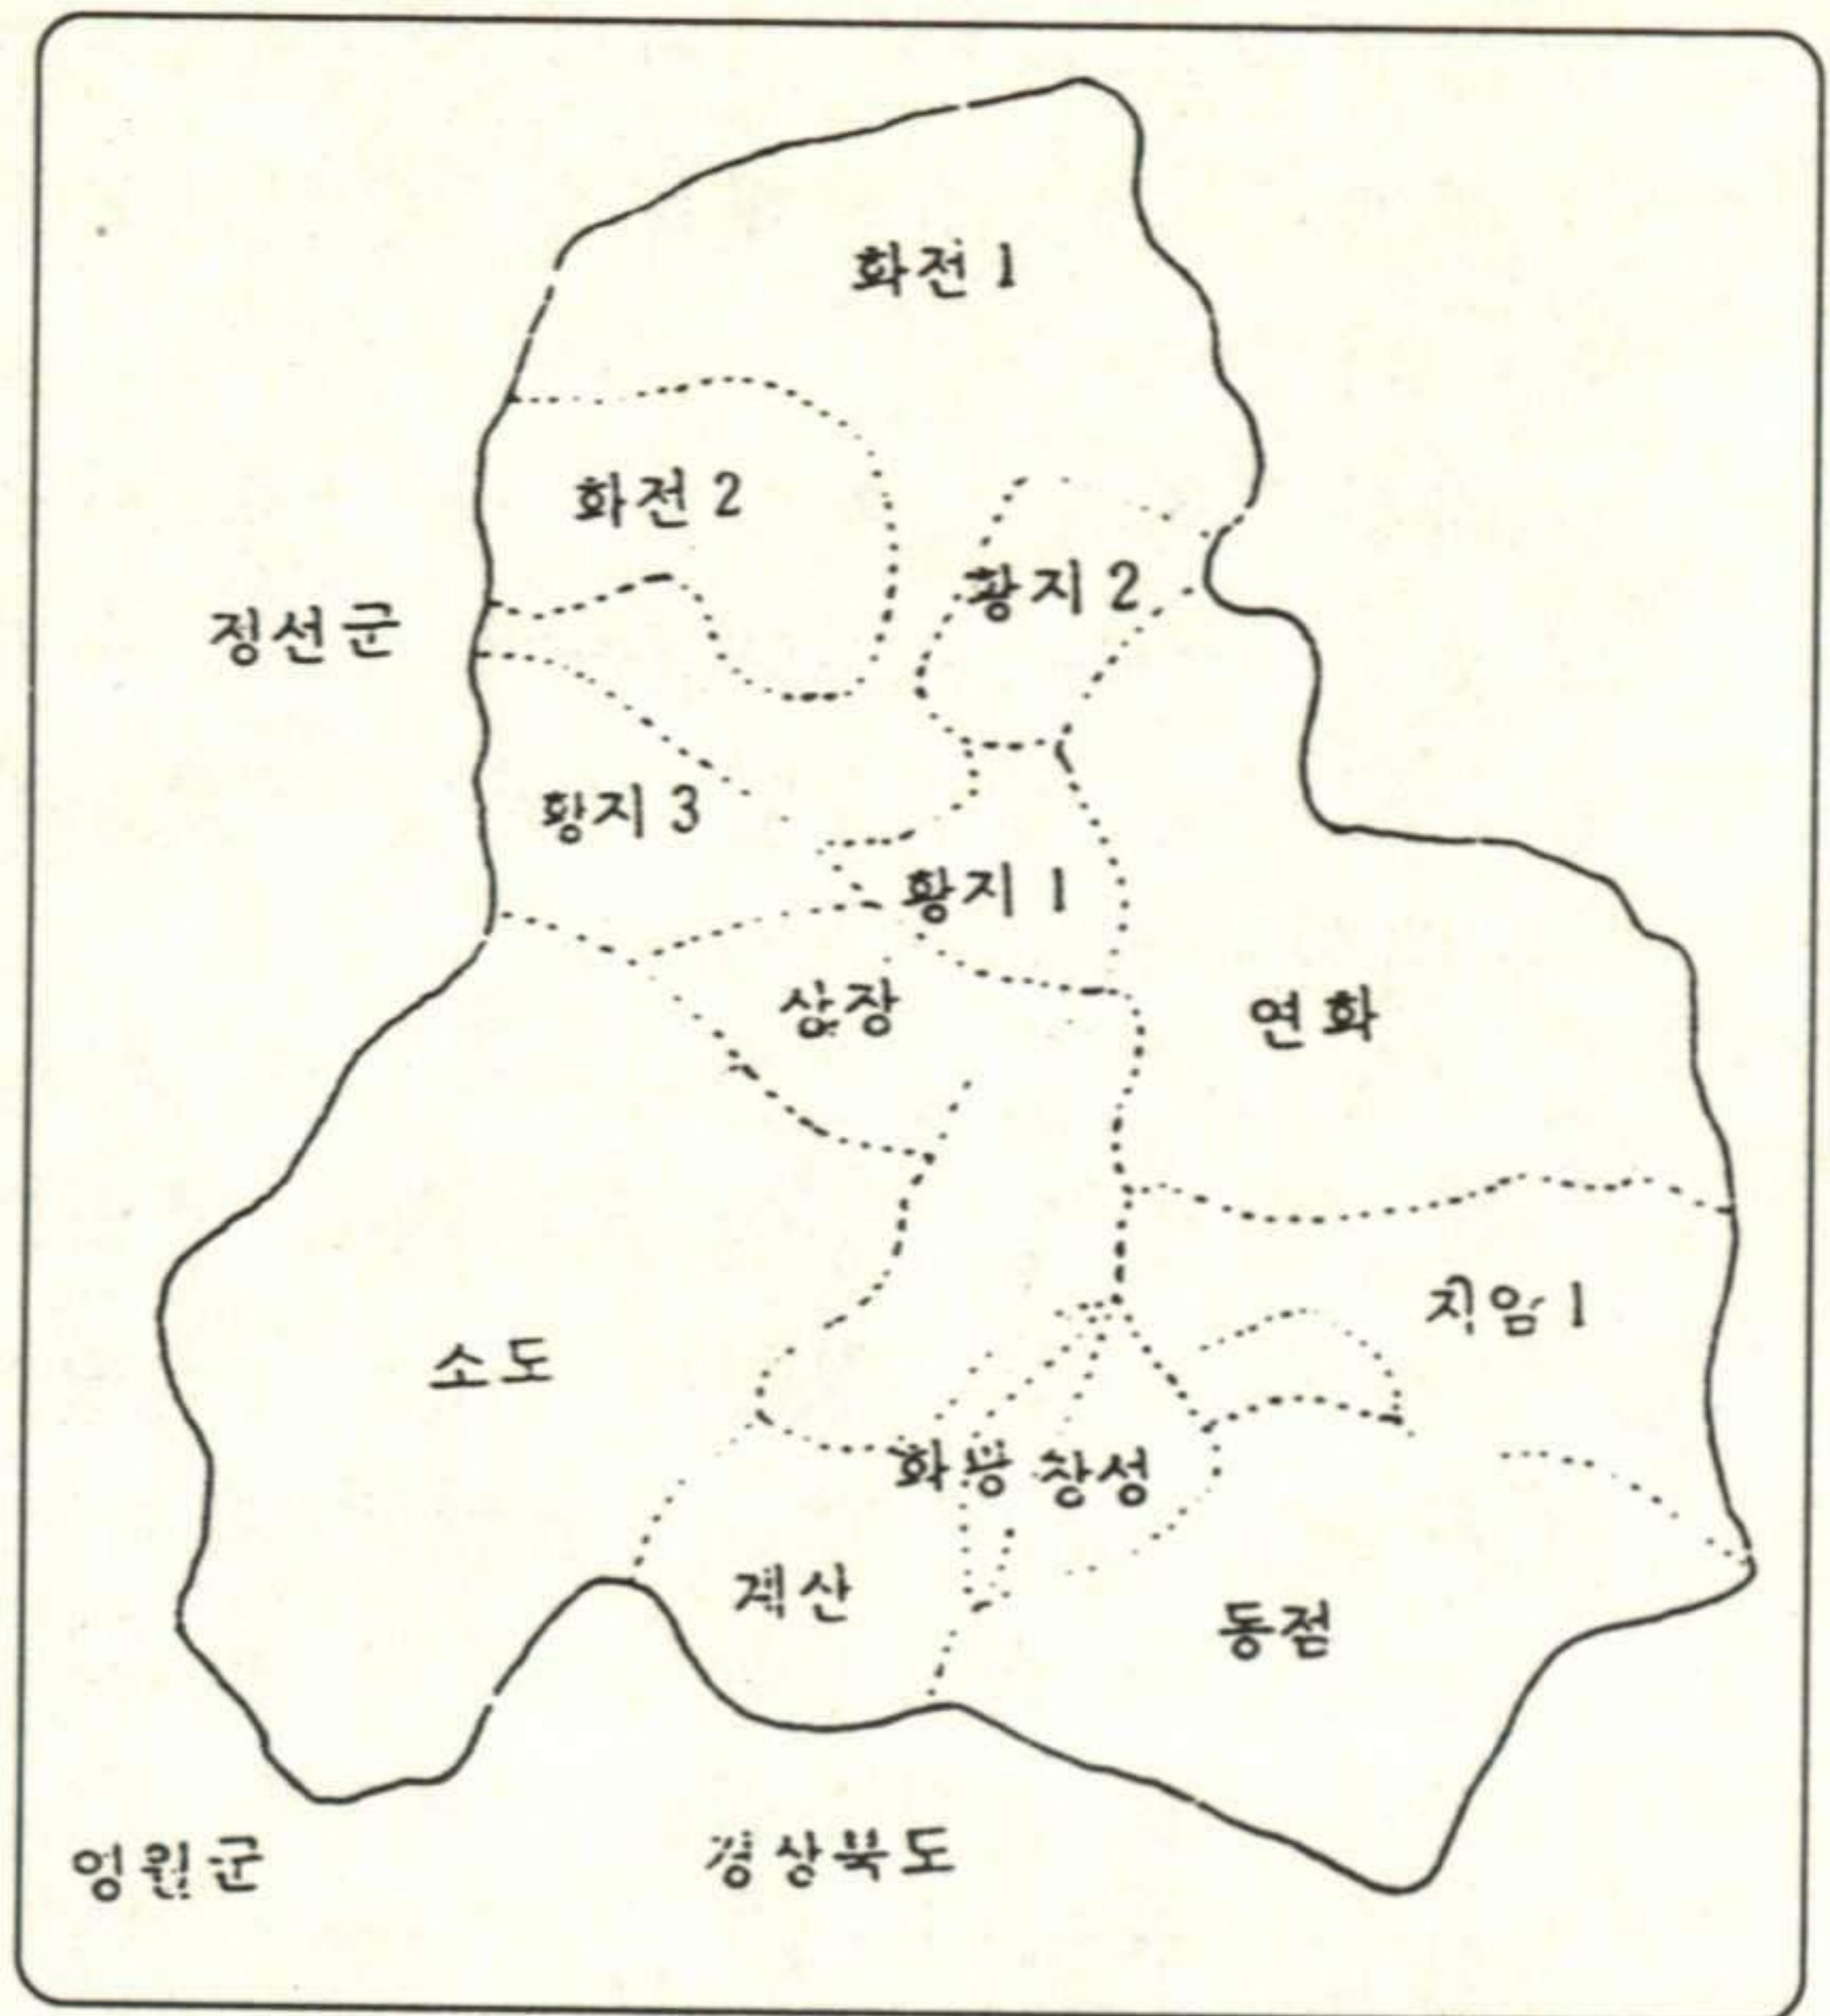 화전 1
화전 2
황지 2
정선군
황지 3
황지 1
상장
연화
지암 1
소도
화광 장성
계산
동점
영월군
경상북도